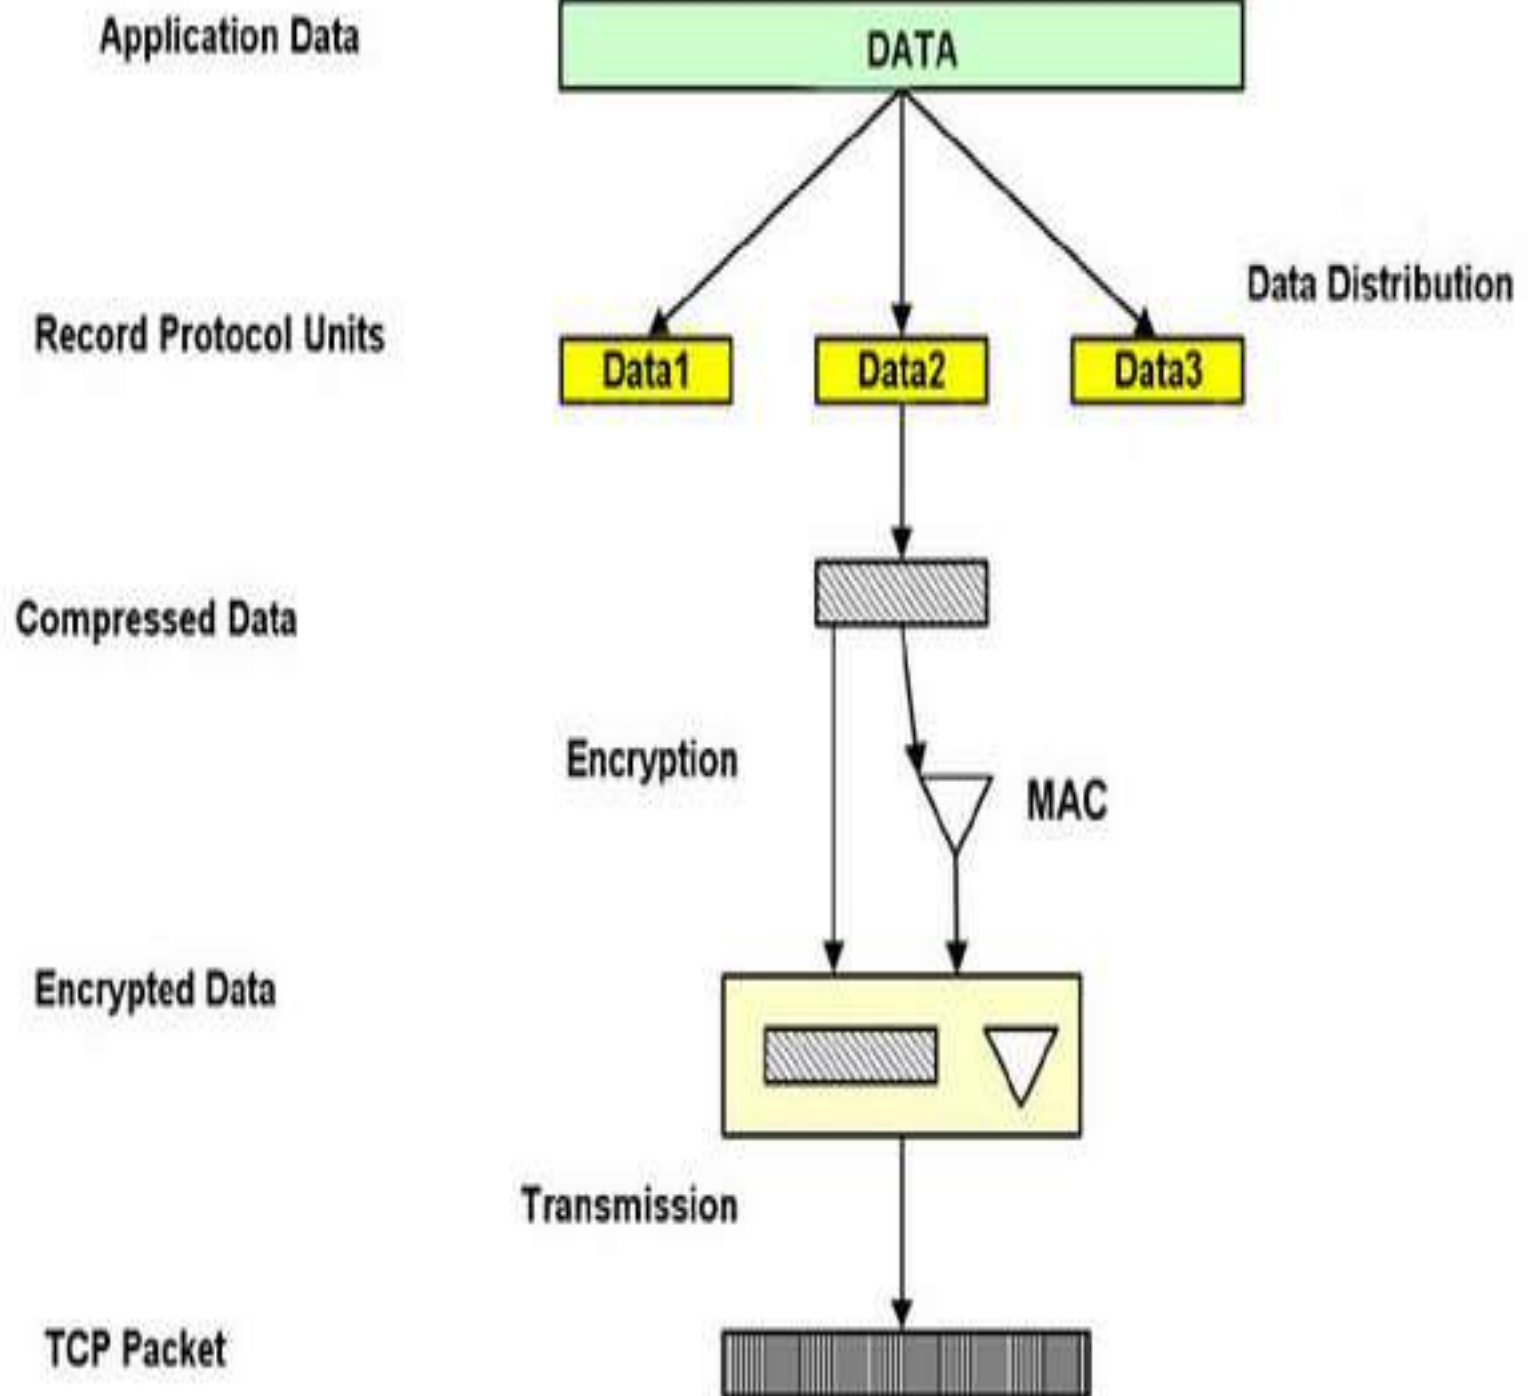 Application Data
DATA
Data Distribution
Record Protocol Units
Data1
Data2
Data3
Compressed Data
Encryption
MAC
Encrypted Data
Transmission
TCP Packet